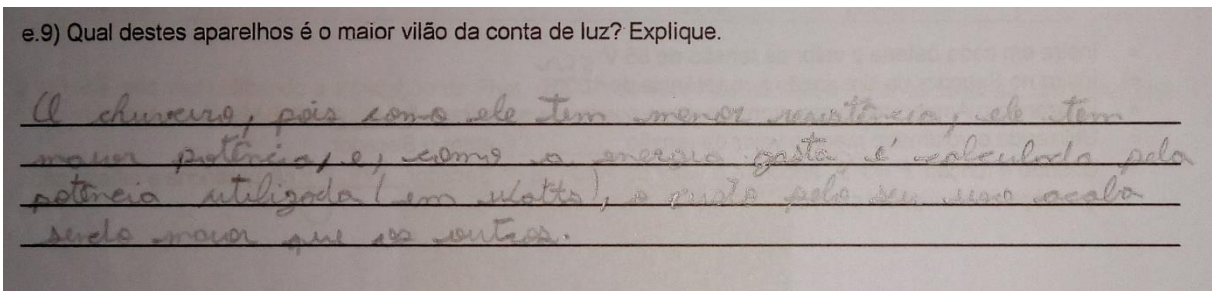 e.9) Qual destes aparelhos é o maior vilão da conta de luz? Explique.
O chuveiro, pois como ele tem menor resistência, ele tem
maior potência, e, como a energia gasta é calculada pela
potência utilizada (em watts), o custo pelo seu uso acaba
sendo maior que os outros.